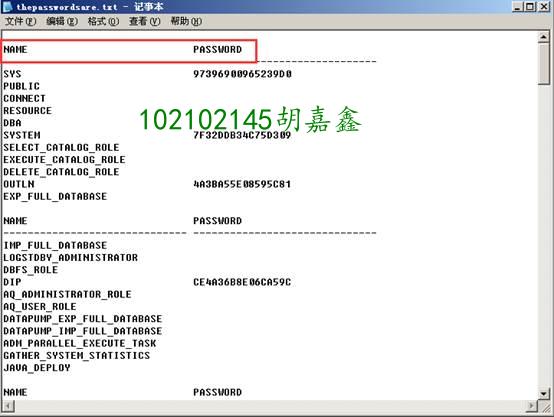 thepasswordsare.txt - 记事本
文件(F) 编辑(E) 格式(O) 查看(V) 帮助(H)
NAME PASSWORD
------------------------------
SYS 97396900965239D0
PUBLIC
CONNECT
RESOURCE
DBA
102102145胡嘉鑫
SYSTEM 7F32DDB34C75D309
SELECT_CATALOG_ROLE
EXECUTE_CATALOG_ROLE
DELETE_CATALOG_ROLE
OUTLN 4A3BA55E08595C81
EXP_FULL_DATABASE
NAME PASSWORD
------------------------------ ------------------------------
IMP_FULL_DATABASE
LOGSTDBY_ADMINISTRATOR
DBFS_ROLE
DIP CE4A36B8E06CA59C
AQ_ADMINISTRATOR_ROLE
AQ_USER_ROLE
DATAPUMP_EXP_FULL_DATABASE
DATAPUMP_IMP_FULL_DATABASE
ADM_PARALLEL_EXECUTE_TASK
GATHER_SYSTEM_STATISTICS
JAVA_DEPLOY
NAME PASSWORD